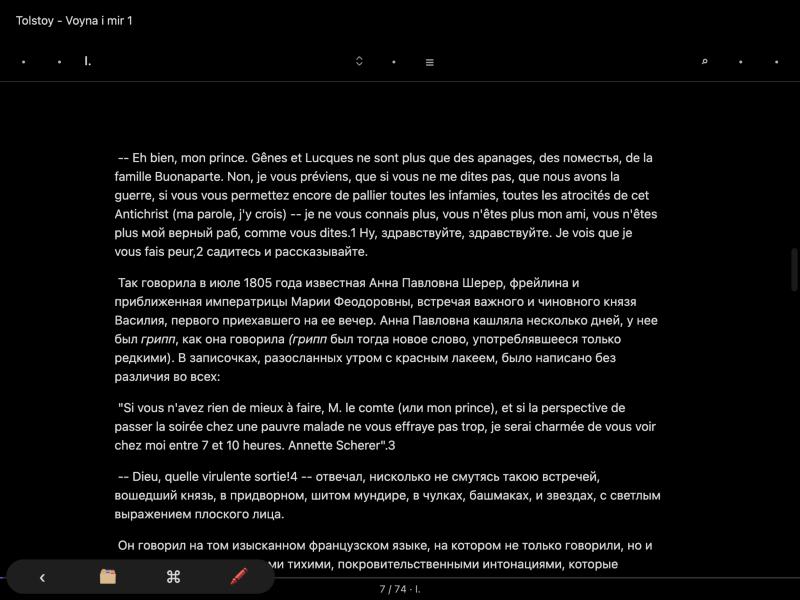 Tolstoy - Voyna i mir 1
I.
-- Eh bien, mon prince. Gênes et Lucques ne sont plus que des apanages, des поместья, de la
famille Buonaparte. Non, je vous préviens, que si vous ne me dites pas, que nous avons la
guerre, si vous vous permettez encore de pallier toutes les infamies, toutes les atrocités de cet
Antichrist (ma parole, j'y crois) -- je ne vous connais plus, vous n'êtes plus mon ami, vous n'êtes
plus мой верный раб, comme vous dites.1 Ну, здравствуйте, здравствуйте. Je vois que je
vous fais peur,2 садитесь и рассказывайте.
Так говорила в июле 1805 года известная Анна Павловна Шерер, фрейлина и
приближенная императрицы Марии Феодоровны, встречая важного и чиновного князя
Василия, первого приехавшего на ее вечер. Анна Павловна кашляла несколько дней, у нее
был грипп, как она говорила (грипп был тогда новое слово, употреблявшееся только
редкими). В записочках, разосланных утром с красным лакеем, было написано без
различия во всех:
"Si vous n'avez rien de mieux à faire, M. le comte (или mon prince), et si la perspective de
passer la soirée chez une pauvre malade ne vous effraye pas trop, je serai charmée de vous voir
chez moi entre 7 et 10 heures. Annette Scherer".3
-- Dieu, quelle virulente sortie!4 -- отвечал, нисколько не смутясь такою встречей,
вошедший князь, в придворном, шитом мундире, в чулках, башмаках, и звездах, с светлым
выражением плоского лица.
Он говорил на том изысканном французском языке, на котором не только говорили, но и
ми тихими, покровительственными интонациями, которые
7 / 74 · I.